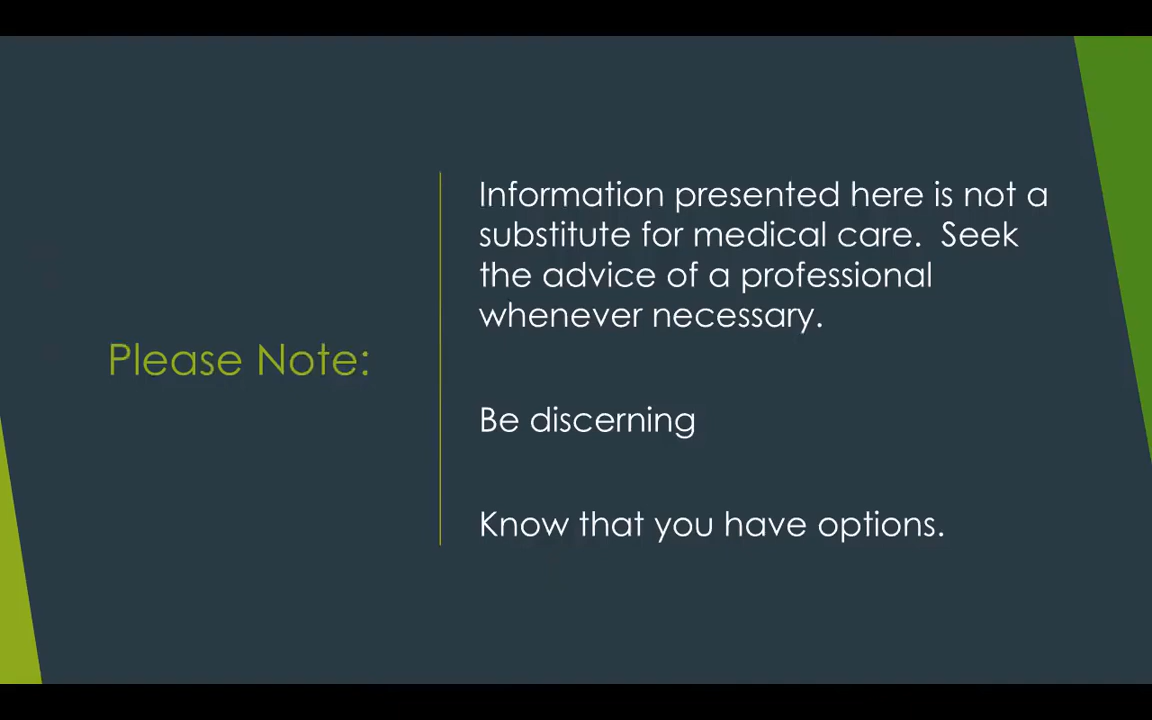 Please Note:
Information presented here is not a
substitute for medical care.  Seek
the advice of a professional
whenever necessary.
Be discerning
Know that you have options.